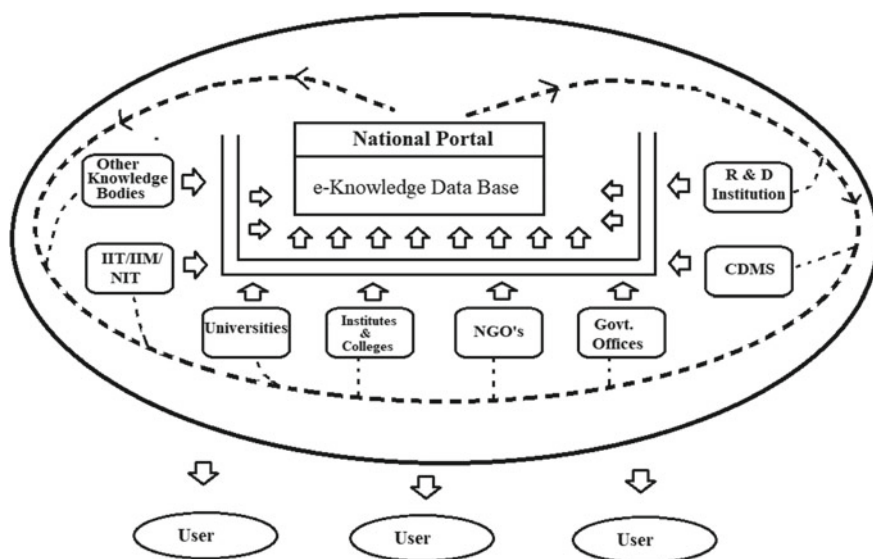 National Portal
e-Knowledge Data Base
Other
Knowledge
Bodies
R & D
Institution
IIT/IIM/
NIT
CDMS
Universities
Institutes
&
Colleges
NGO's
Govt.
Offices
User
User
User